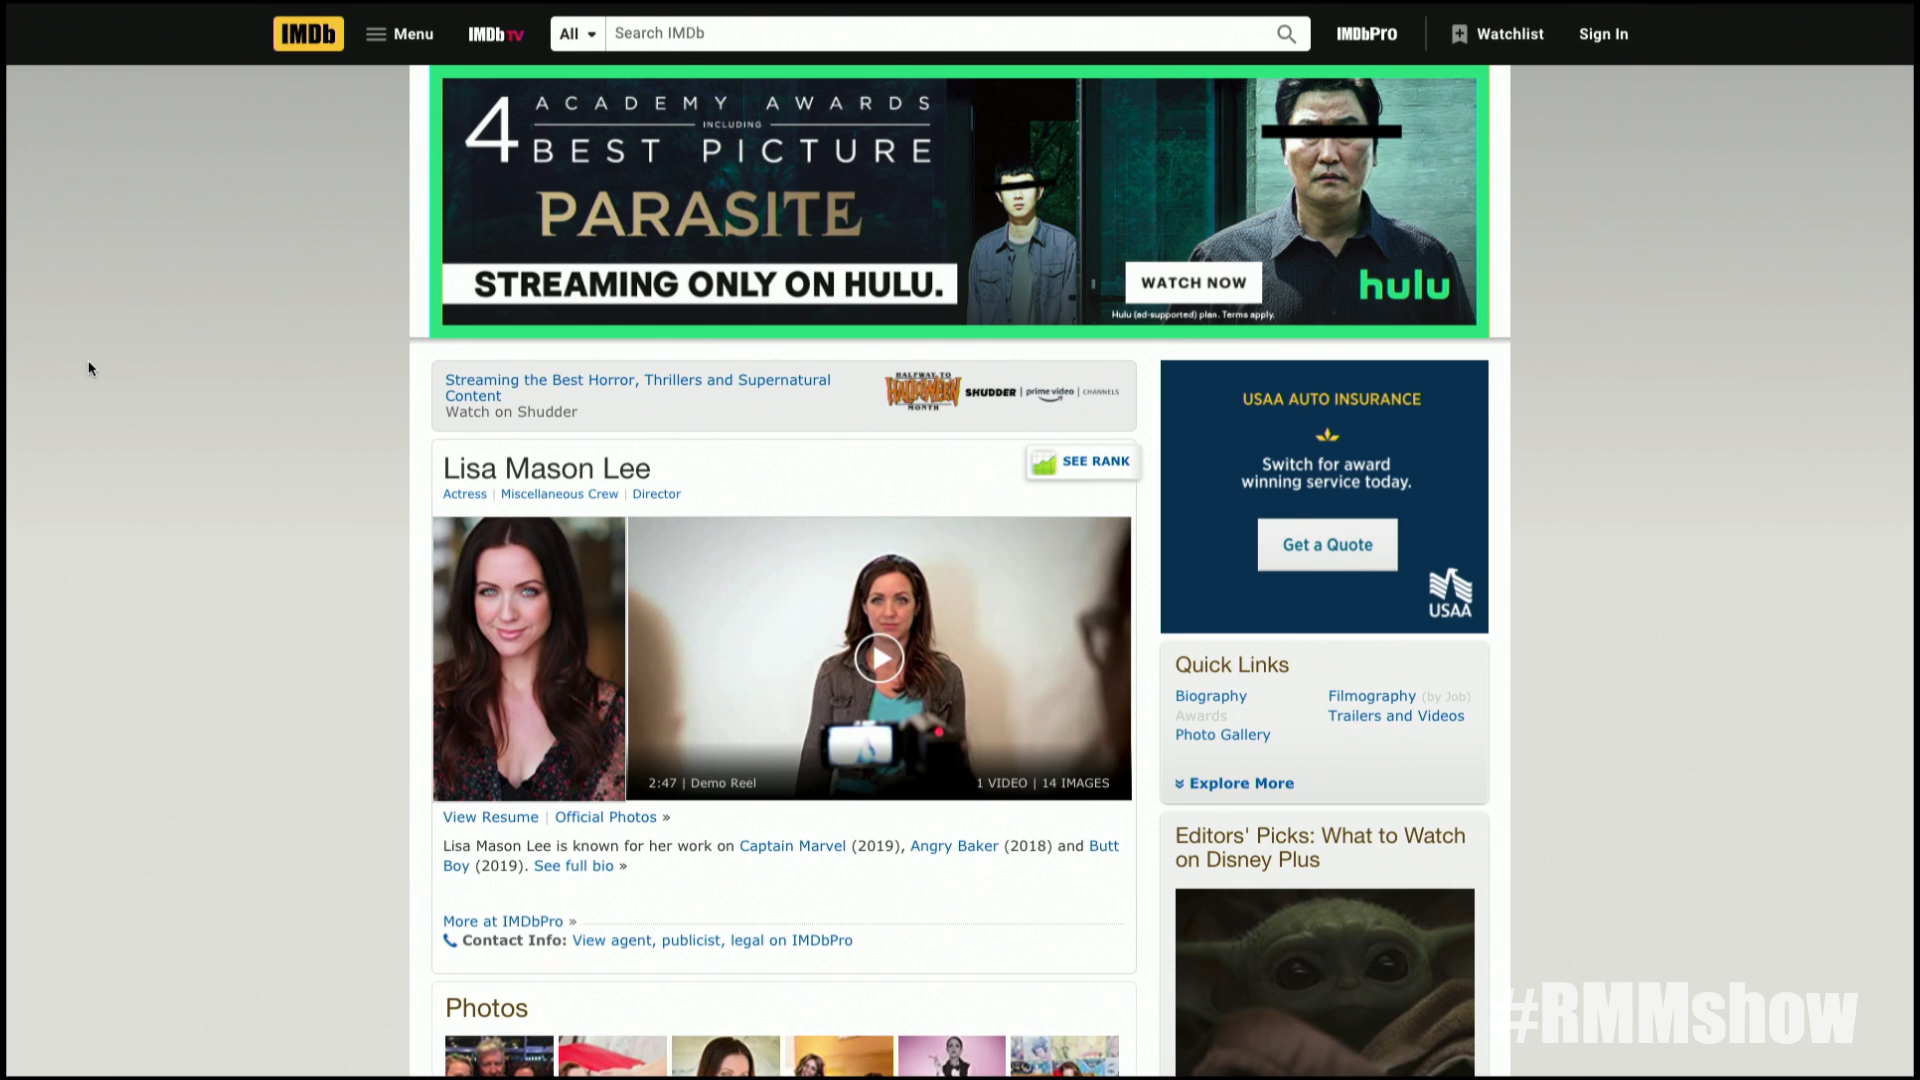 IMDb
Menu
IMDb TV
All
Search IMDb
IMDbPro
Watchlist
Sign In
4 ACADEMY AWARDS
INCLUDING
BEST PICTURE
PARASITE
STREAMING ONLY ON HULU.
WATCH NOW
hulu
Hulu (ad-supported) plan. Terms apply.
Streaming the Best Horror, Thrillers and Supernatural
Content
Watch on Shudder
HALFWAY TO
HALLOWEEN
MONTH
SHUDDER | prime video | CHANNELS
Lisa Mason Lee
Actress | Miscellaneous Crew | Director
SEE RANK
2:47 | Demo Reel
1 VIDEO | 14 IMAGES
View Resume | Official Photos »
Lisa Mason Lee is known for her work on Captain Marvel (2019), Angry Baker (2018) and Butt
Boy (2019). See full bio »
More at IMDbPro »
Contact Info: View agent, publicist, legal on IMDbPro
Photos
USAA AUTO INSURANCE
Switch for award
winning service today.
Get a Quote
USAA
Quick Links
Biography
Filmography (by Job)
Awards
Trailers and Videos
Photo Gallery
Explore More
Editors' Picks: What to Watch
on Disney Plus
#RMMshow